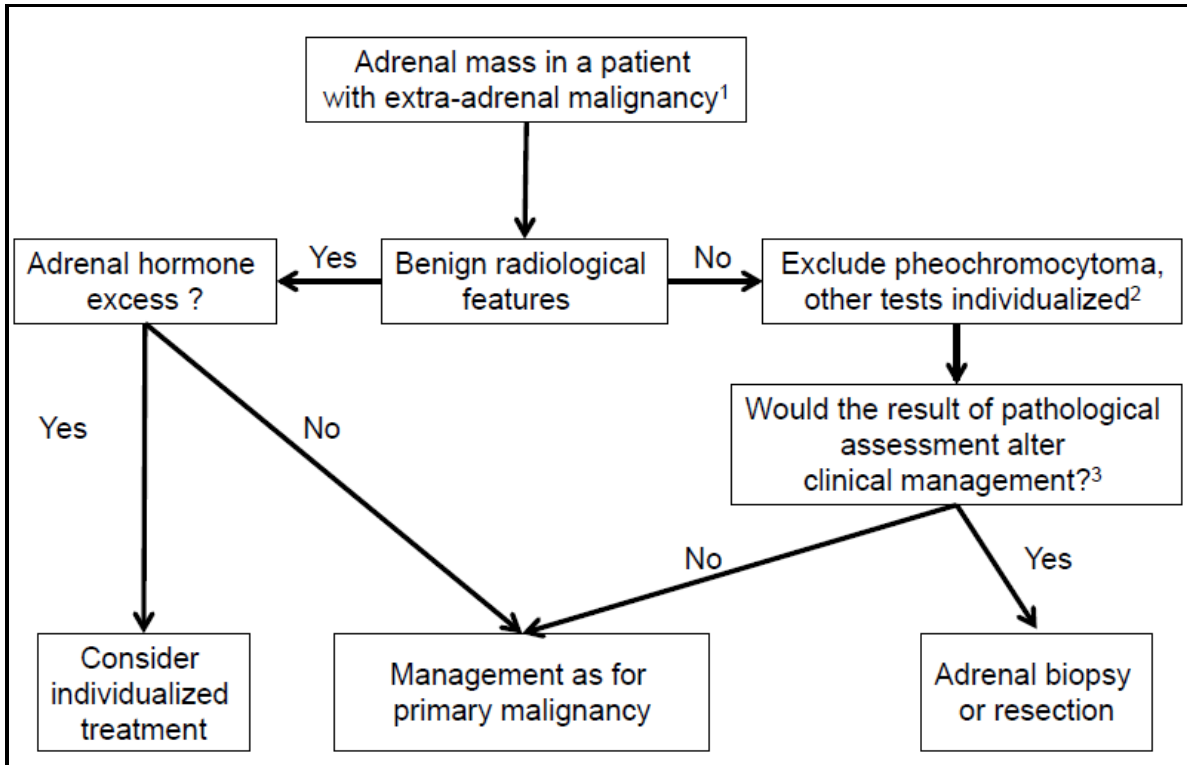 Adrenal mass in a patient
with extra-adrenal malignancy¹
Adrenal hormone
excess ?
Yes
Benign radiological
features
No
Exclude pheochromocytoma,
other tests individualized²
Would the result of pathological
assessment alter
clinical management?³
Yes
No
No
Yes
Consider
individualized
treatment
Management as for
primary malignancy
Adrenal biopsy
or resection